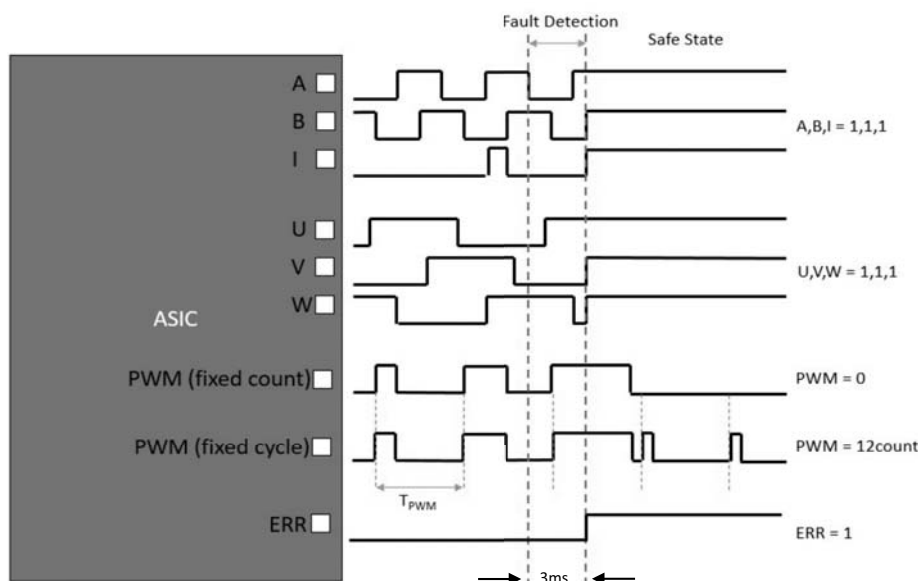 Fault Detection
Safe State
A
B
A,B,I = 1,1,1
I
U
V
U,V,W = 1,1,1
W
ASIC
PWM (fixed count)
PWM = 0
PWM (fixed cycle)
PWM = 12count
TPWM
ERR
ERR = 1
3ms